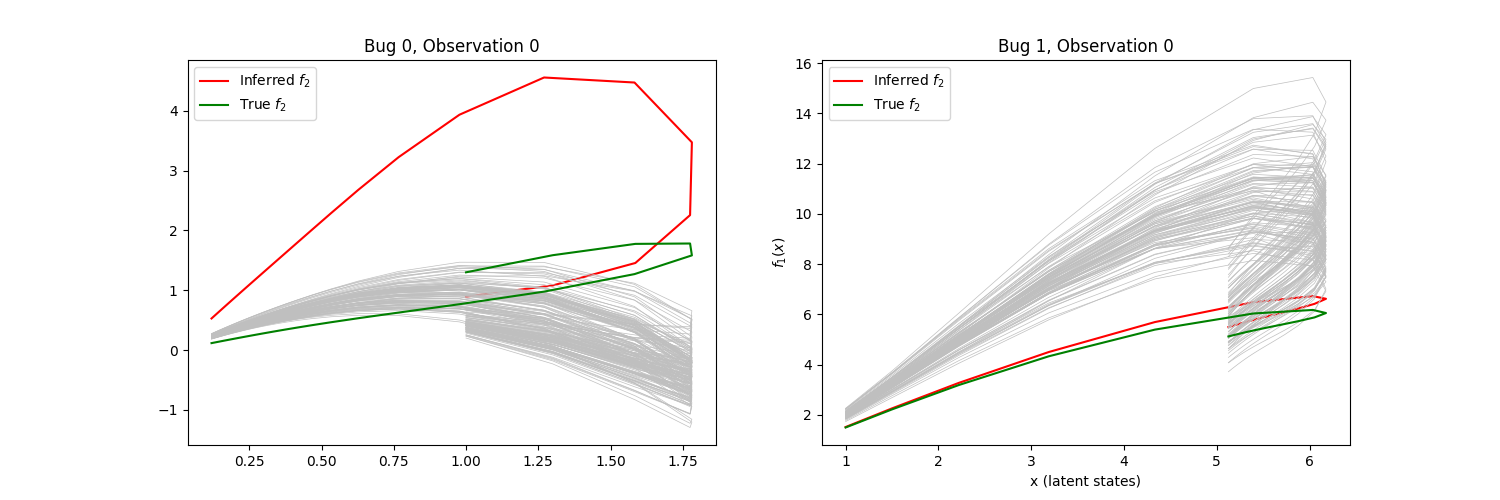 Bug 0, Observation 0
Inferred f₂
True f₂
4
3
2
1
0
−1
0.25 0.50 0.75 1.00 1.25 1.50 1.75
Bug 1, Observation 0
Inferred f₂
True f₂
16
14
12
10
8
6
4
2
f₁(x)
1 2 3 4 5 6
x (latent states)